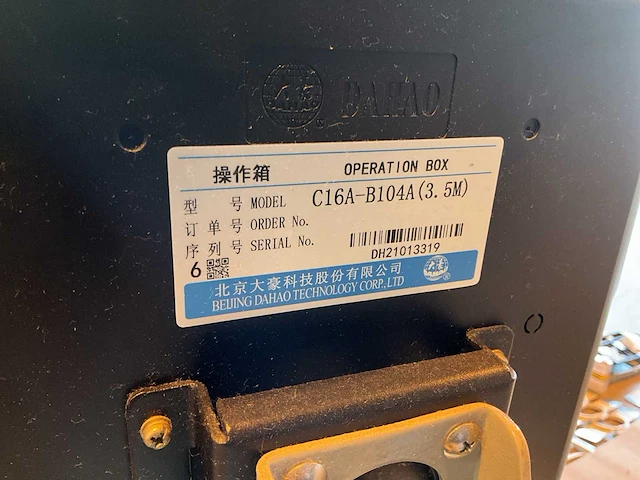 DAHAO
操作箱 OPERATION BOX
型 号 MODEL C16A-B104A(3.5M)
订 单 号 ORDER No.
序 列 号 SERIAL No.
DH21013319
6
北京大豪科技股份有限公司
BEIJING DAHAO TECHNOLOGY CORP., LTD